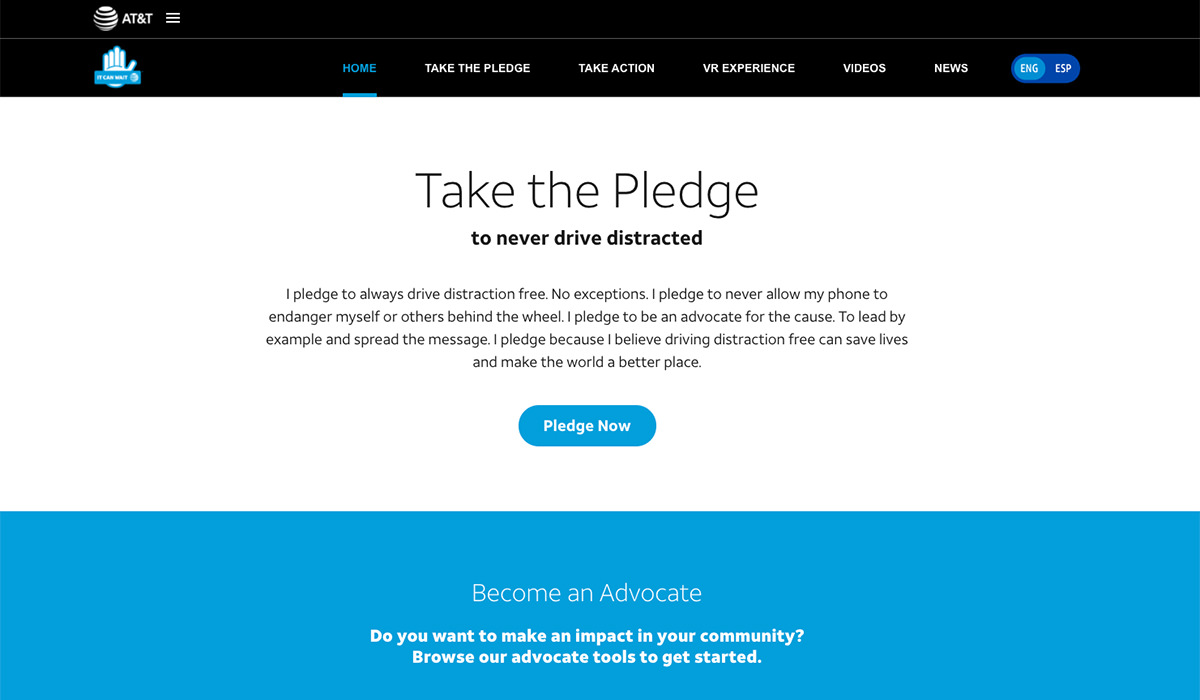 AT&T
IT CAN WAIT
HOME
TAKE THE PLEDGE
TAKE ACTION
VR EXPERIENCE
VIDEOS
NEWS
ENG
ESP
Take the Pledge
to never drive distracted
I pledge to always drive distraction free. No exceptions. I pledge to never allow my phone to
endanger myself or others behind the wheel. I pledge to be an advocate for the cause. To lead by
example and spread the message. I pledge because I believe driving distraction free can save lives
and make the world a better place.
Pledge Now
Become an Advocate
Do you want to make an impact in your community?
Browse our advocate tools to get started.